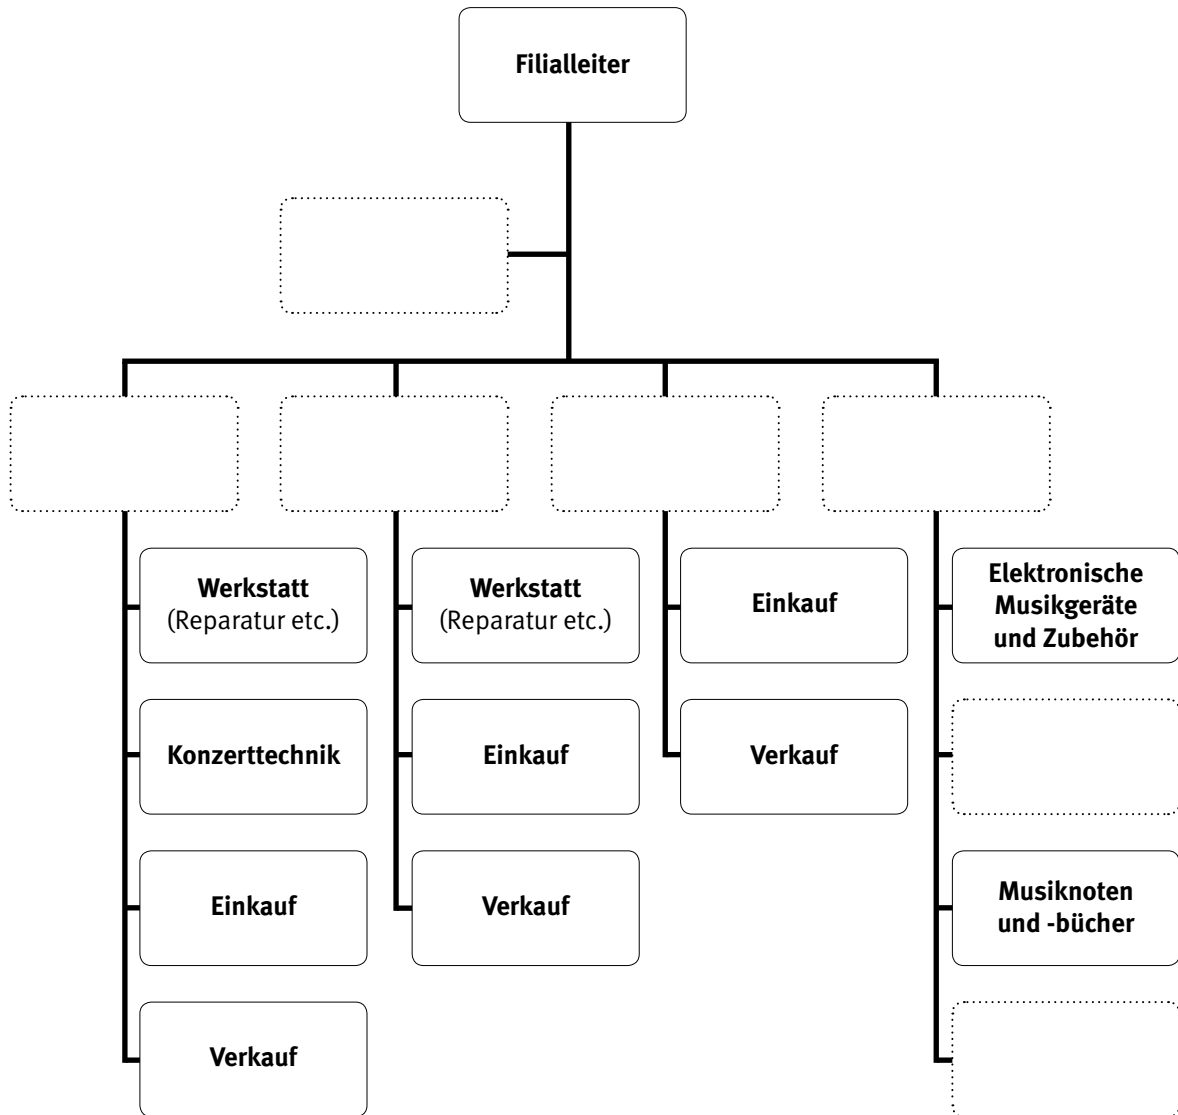 Filialleiter
Werkstatt
(Reparatur etc.)
Konzerttechnik
Einkauf
Verkauf
Werkstatt
(Reparatur etc.)
Einkauf
Verkauf
Einkauf
Verkauf
Elektronische
Musikgeräte
und Zubehör
Musiknoten
und -bücher